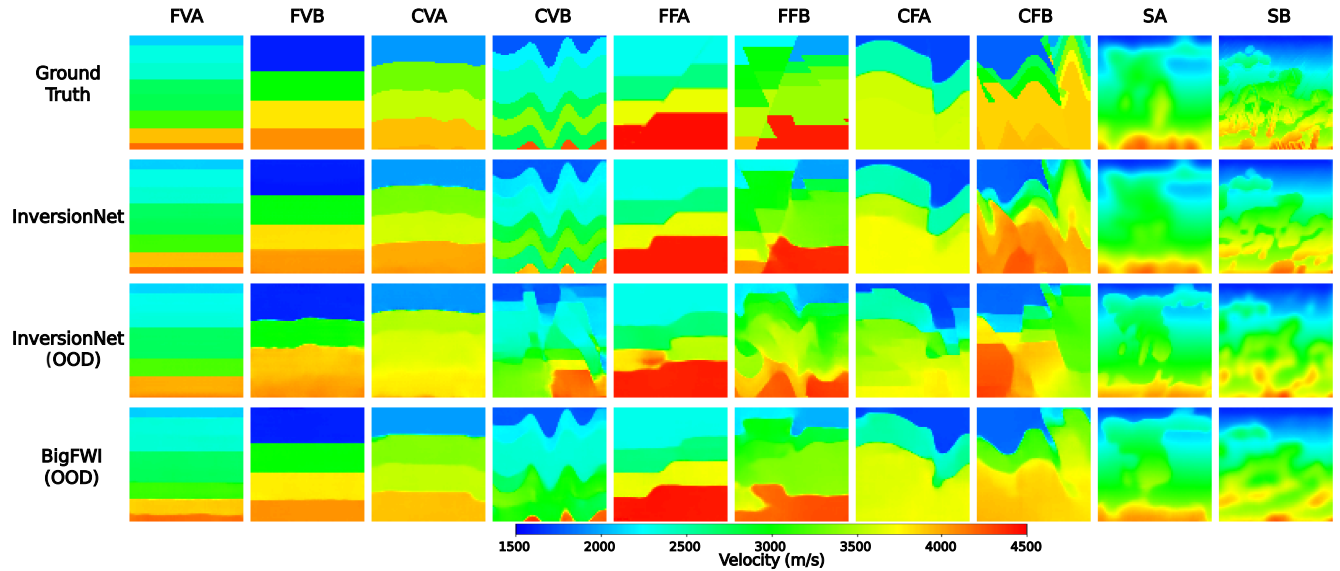 FVA FVB CVA CVB FFA FFB CFA CFB SA SB
Ground
Truth
InversionNet
InversionNet
(OOD)
BigFWI
(OOD)
1500 2000 2500 3000 3500 4000 4500
Velocity (m/s)